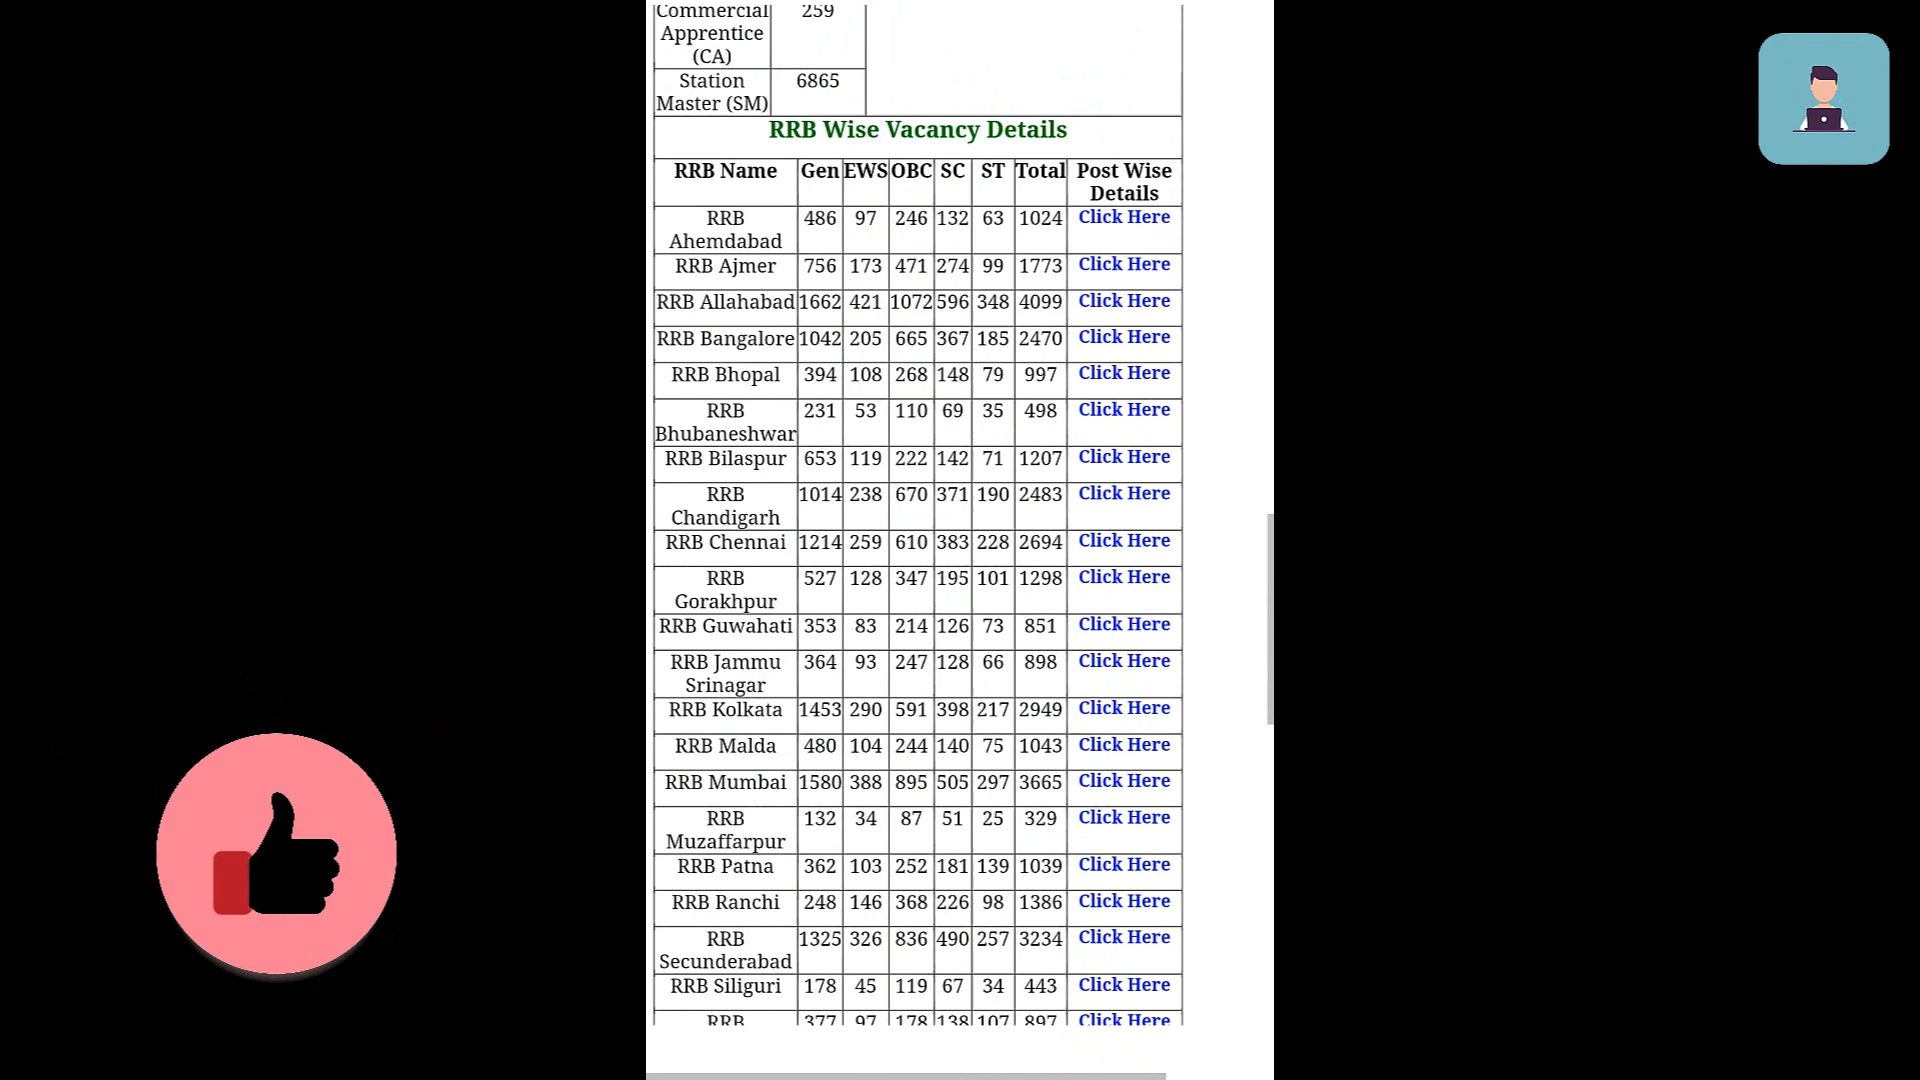 Commercial 259
Apprentice
(CA)
Station 6865
Master (SM)
RRB Wise Vacancy Details
RRB Name Gen EWS OBC SC ST Total Post Wise
Details
RRB 486 97 246 132 63 1024 Click Here
Ahemdabad
RRB Ajmer 756 173 471 274 99 1773 Click Here
RRB Allahabad 1662 421 1072 596 348 4099 Click Here
RRB Bangalore 1042 205 665 367 185 2470 Click Here
RRB Bhopal 394 108 268 148 79 997 Click Here
RRB 231 53 110 69 35 498 Click Here
Bhubaneshwar
RRB Bilaspur 653 119 222 142 71 1207 Click Here
RRB 1014 238 670 371 190 2483 Click Here
Chandigarh
RRB Chennai 1214 259 610 383 228 2694 Click Here
RRB 527 128 347 195 101 1298 Click Here
Gorakhpur
RRB Guwahati 353 83 214 126 73 851 Click Here
RRB Jammu 364 93 247 128 66 898 Click Here
Srinagar
RRB Kolkata 1453 290 591 398 217 2949 Click Here
RRB Malda 480 104 244 140 75 1043 Click Here
RRB Mumbai 1580 388 895 505 297 3665 Click Here
RRB 132 34 87 51 25 329 Click Here
Muzaffarpur
RRB Patna 362 103 252 181 139 1039 Click Here
RRB Ranchi 248 146 368 226 98 1386 Click Here
RRB 1325 326 836 490 257 3234 Click Here
Secunderabad
RRB Siliguri 178 45 119 67 34 443 Click Here
RRB 377 97 178 138 107 897 Click Here